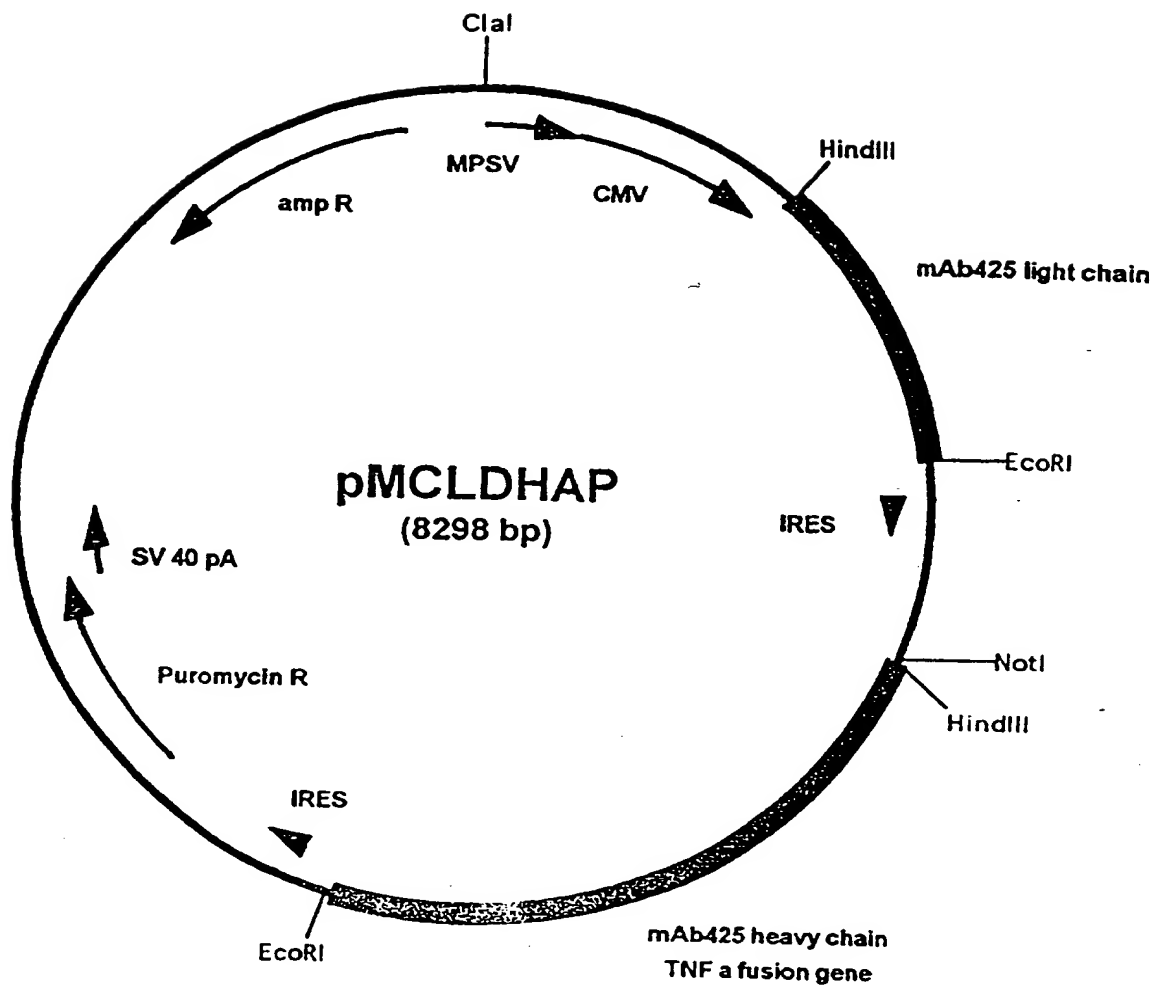 ClaI
HindIII
MPSV
CMV
amp R
mAb425 light chain
EcoRI
pMCLDHAP
(8298 bp)
IRES
SV 40 pA
Puromycin R
NotI
HindIII
IRES
EcoRI
mAb425 heavy chain
TNF a fusion gene